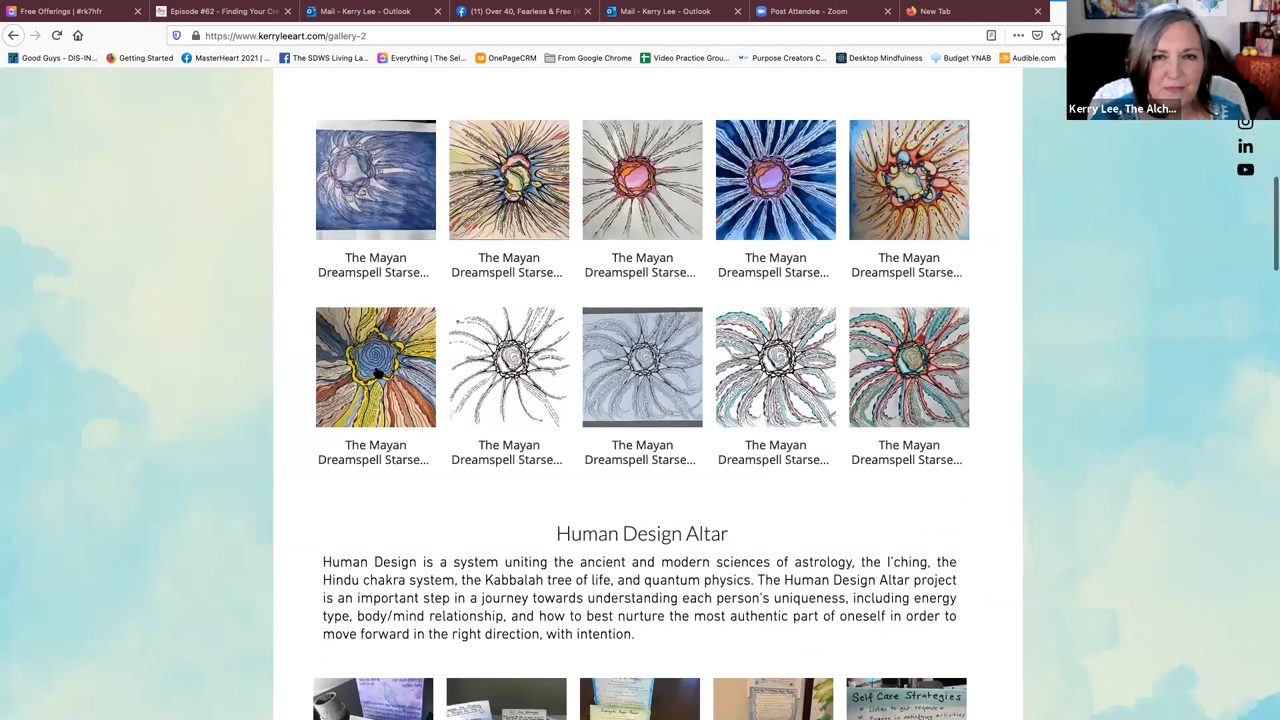 Free Offerings | #rk7hfr
Episode #62 - Finding Your Cr
Mail - Kerry Lee - Outlook
(11) Over 40, Fearless & Free (
Mail - Kerry Lee - Outlook
Post Attendee - Zoom
New Tab
https://www.kerryleeart.com/gallery-2
Good Guys - DIS-IN...
Getting Started
MasterHeart 2021 | ...
The SDWS Living La...
Everything | The Sel...
OnePageCRM
From Google Chrome
Video Practice Grou...
Purpose Creators C...
Desktop Mindfulness
Budget YNAB
Audible.com
Kerry Lee, The Alch...
The Mayan
Dreamspell Starse...
The Mayan
Dreamspell Starse...
The Mayan
Dreamspell Starse...
The Mayan
Dreamspell Starse...
The Mayan
Dreamspell Starse...
The Mayan
Dreamspell Starse...
The Mayan
Dreamspell Starse...
The Mayan
Dreamspell Starse...
The Mayan
Dreamspell Starse...
The Mayan
Dreamspell Starse...
Human Design Altar
Human Design is a system uniting the ancient and modern sciences of astrology, the I'ching, the
Hindu chakra system, the Kabbalah tree of life, and quantum physics. The Human Design Altar project
is an important step in a journey towards understanding each person's uniqueness, including energy
type, body/mind relationship, and how to best nurture the most authentic part of oneself in order to
move forward in the right direction, with intention.
Self Care Strategies
Listen to gut response